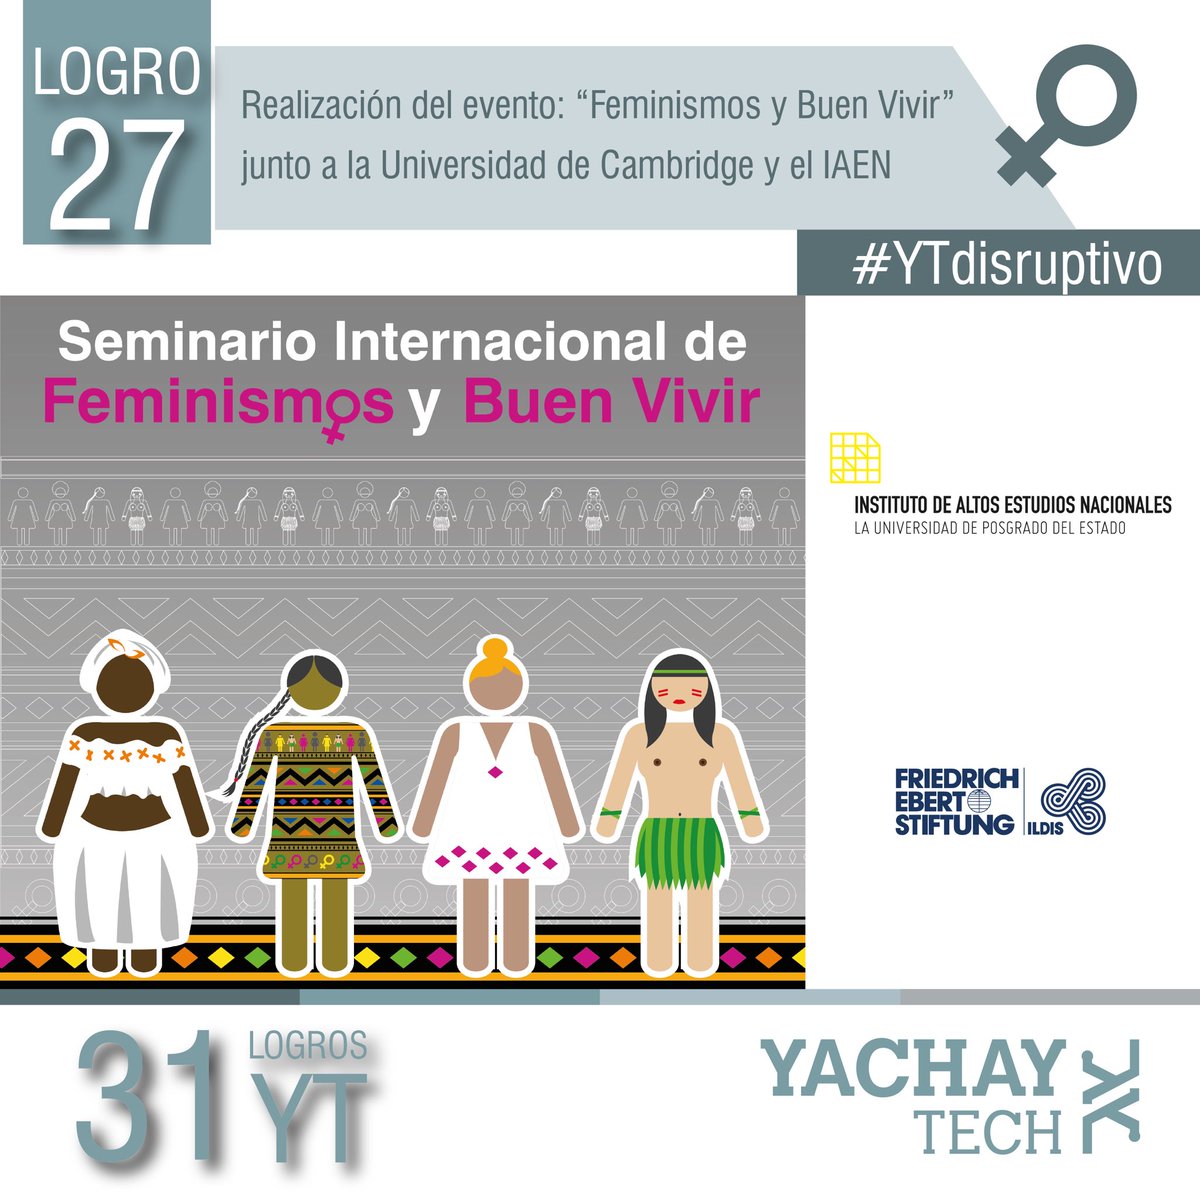 LOGRO
27
Realización del evento: “Feminismos y Buen Vivir”
junto a la Universidad de Cambridge y el IAEN
#YTdisruptivo
Seminario Internacional de
Feminismos y Buen Vivir
INSTITUTO DE ALTOS ESTUDIOS NACIONALES
LA UNIVERSIDAD DE POSGRADO DEL ESTADO
FRIEDRICH
EBERT
STIFTUNG
ILDIS
31
LOGROS
YT
YACHAY
TECH